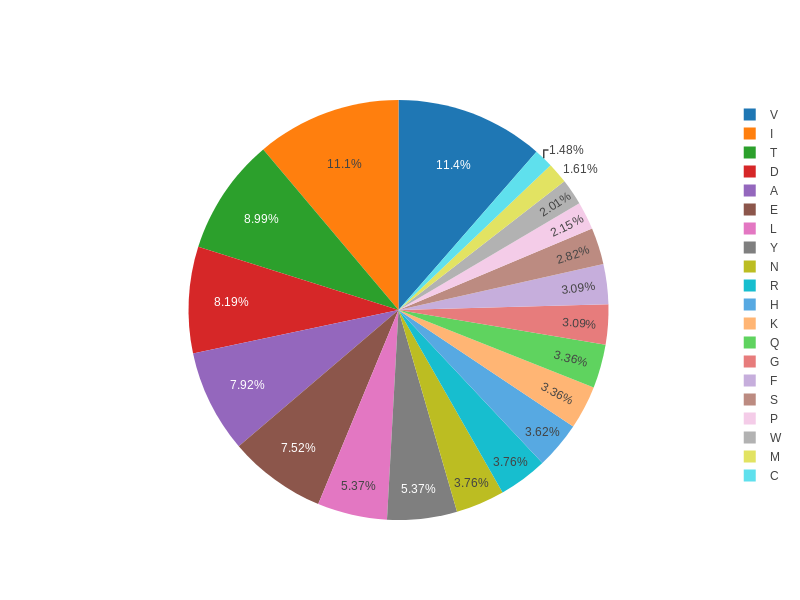 11.4%
11.1%
8.99%
8.19%
7.92%
7.52%
5.37%
5.37%
3.76%
3.76%
3.62%
3.36%
3.36%
3.09%
3.09%
2.82%
2.15%
2.01%
1.61%
1.48%
V
I
T
D
A
E
L
Y
N
R
H
K
Q
G
F
S
P
W
M
C